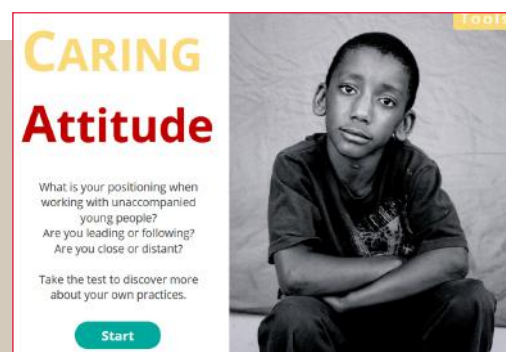 Tools
CARING
Attitude
What is your positioning when
working with unaccompanied
young people?
Are you leading or following?
Are you close or distant?
Take the test to discover more
about your own practices.
Start